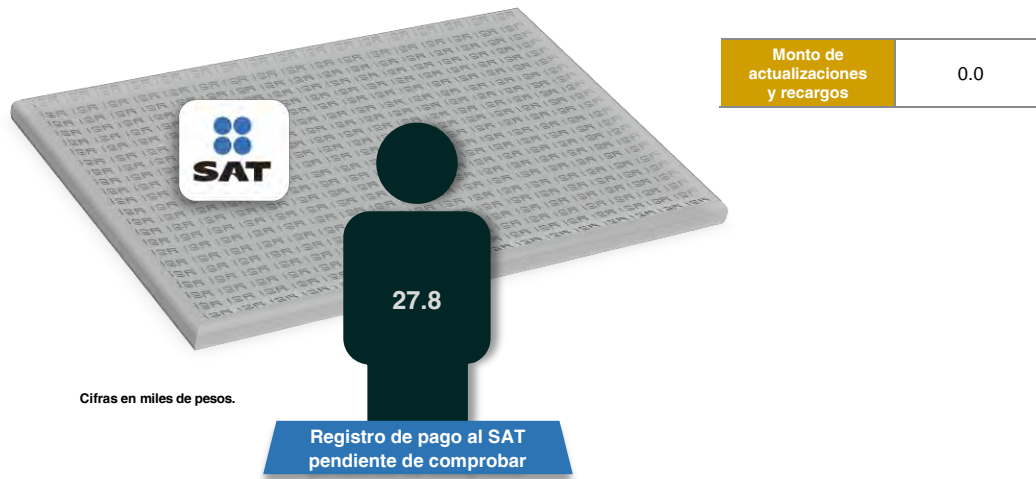 Monto de
actualizaciones
y recargos
0.0
SAT
27.8
Cifras en miles de pesos.
Registro de pago al SAT
pendiente de comprobar